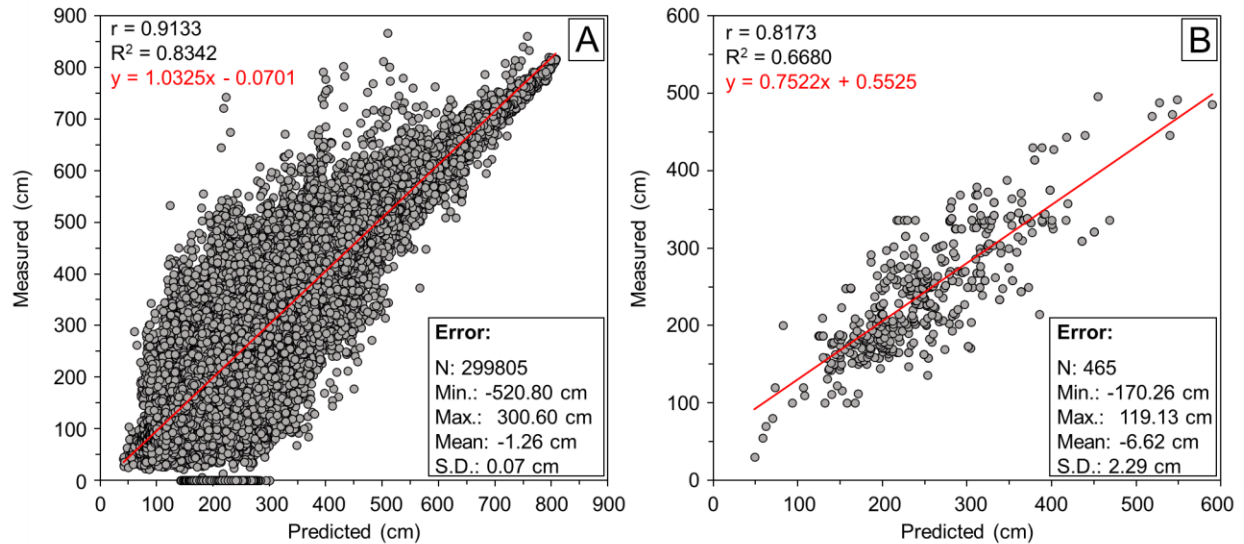 A
r = 0.9133
R² = 0.8342
y = 1.0325x - 0.0701
900
800
700
600
500
400
300
200
100
0
Measured (cm)
Error:
N: 299805
Min.: -520.80 cm
Max.: 300.60 cm
Mean: -1.26 cm
S.D.: 0.07 cm
0 100 200 300 400 500 600 700 800 900
Predicted (cm)
B
r = 0.8173
R² = 0.6680
y = 0.7522x + 0.5525
600
500
400
300
200
100
0
Measured (cm)
Error:
N: 465
Min.: -170.26 cm
Max.: 119.13 cm
Mean: -6.62 cm
S.D.: 2.29 cm
0 100 200 300 400 500 600
Predicted (cm)